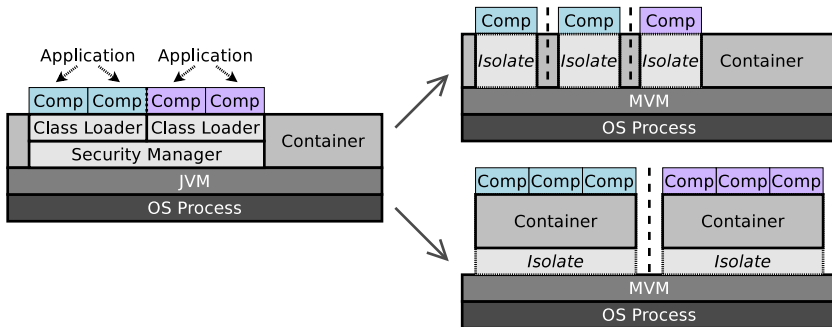 Application Application
Comp Comp Comp Comp
Class Loader Class Loader
Container
Security Manager
JVM
OS Process
Comp Comp Comp
Isolate Isolate Isolate Container
MVM
OS Process
Comp Comp Comp Comp Comp Comp
Container Container
Isolate Isolate
MVM
OS Process